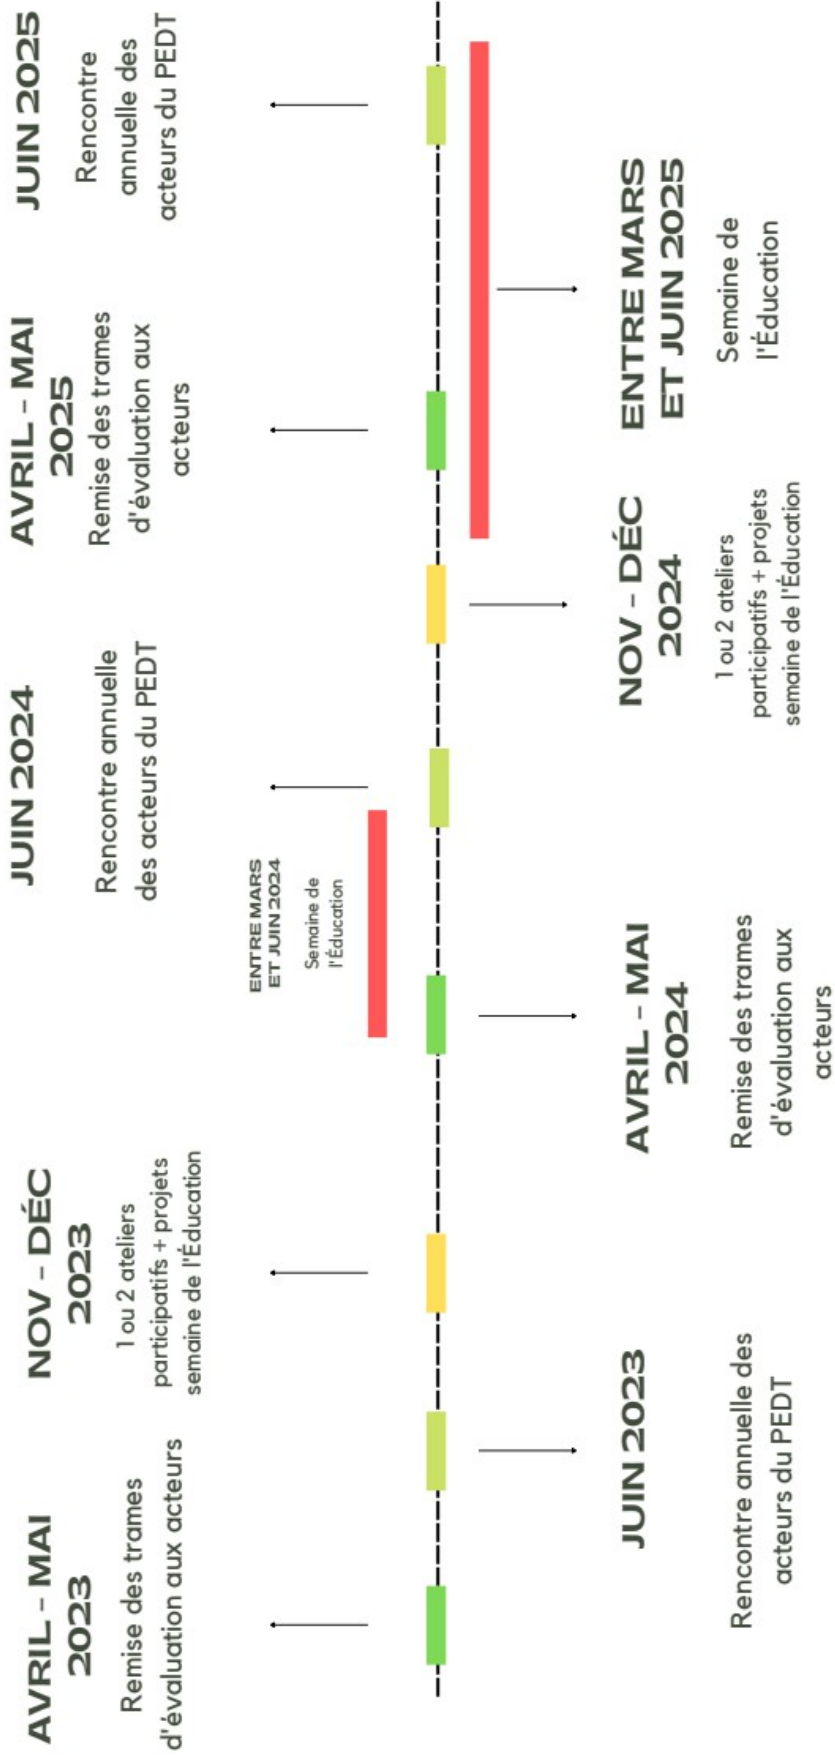 AVRIL - MAI
2023
Remise des trames
d'évaluation aux acteurs
JUIN 2023
Rencontre annuelle des
acteurs du PEDT
NOV - DÉC
2023
1 ou 2 ateliers
participatifs + projets
semaine de l'Éducation
AVRIL - MAI
2024
Remise des trames
d'évaluation aux
acteurs
ENTRE MARS
ET JUIN 2024
Semaine de
l'Éducation
JUIN 2024
Rencontre annuelle
des acteurs du PEDT
NOV - DÉC
2024
1 ou 2 ateliers
participatifs + projets
semaine de l'Éducation
AVRIL - MAI
2025
Remise des trames
d'évaluation aux
acteurs
ENTRE MARS
ET JUIN 2025
Semaine de
l'Éducation
JUIN 2025
Rencontre
annuelle des
acteurs du PEDT